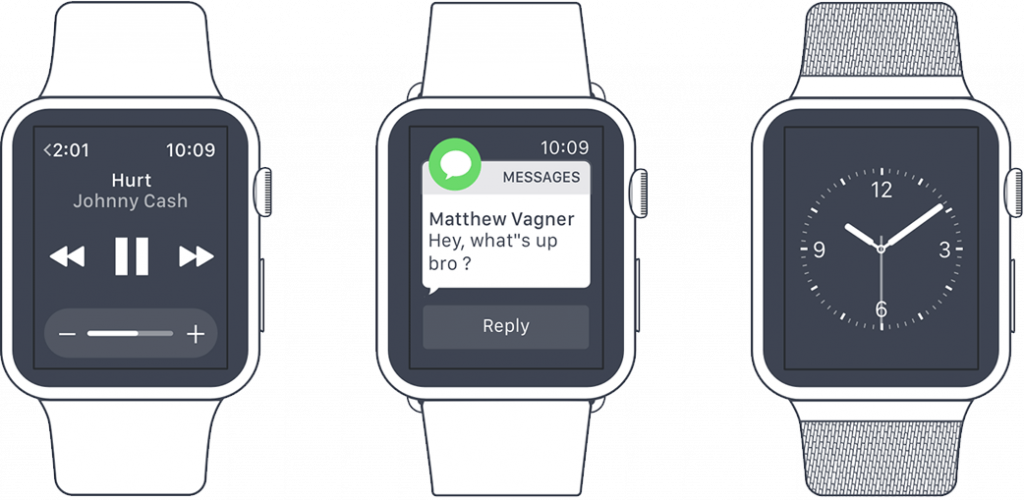 <2:01 10:09
Hurt
Johnny Cash
10:09
MESSAGES
Matthew Vagner
Hey, what"s up
bro ?
Reply
12
9 3
6